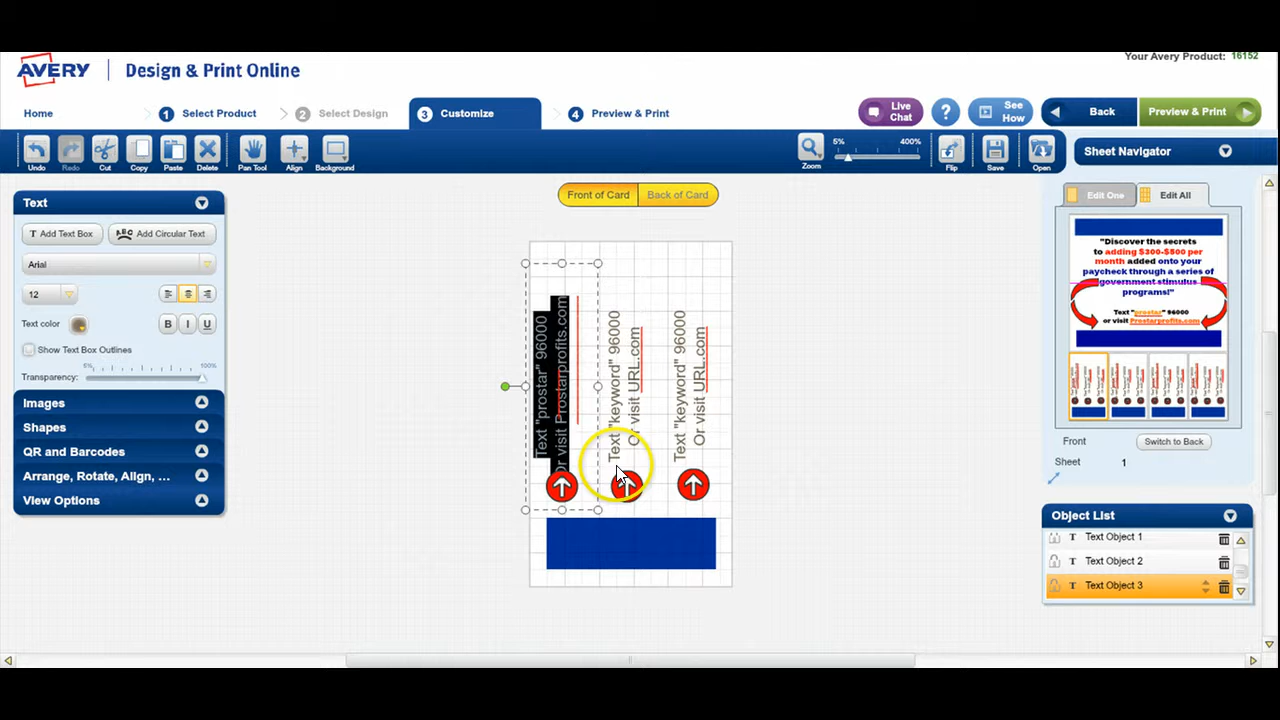 Your Avery Product: 16152
AVERY
Design & Print Online
Home
1 Select Product
2 Select Design
3 Customize
4 Preview & Print
Live Chat
?
See How
Back
Preview & Print
Undo
Redo
Cut
Copy
Paste
Delete
Pan Tool
Align
Background
Zoom
5%
400%
Flip
Save
Open
Sheet Navigator
Text
T Add Text Box
ABC Add Circular Text
Arial
12
Text color
B I U
Show Text Box Outlines
Transparency:
5%
100%
Images
Shapes
QR and Barcodes
Arrange, Rotate, Align, ...
View Options
Front of Card
Back of Card
Text "prostar" 96000
Or visit Prostarprofits.com
Text "keyword" 96000
Or visit URL.com
Text "keyword" 96000
Or visit URL.com
Edit One
Edit All
"Discover the secrets
to adding $300-$500 per
month added onto your
paycheck through a series of
government stimulus
programs!"
Text "prostar" 96000
or visit Prostarprofits.com
Front
Switch to Back
Sheet 1
Object List
T Text Object 1
T Text Object 2
T Text Object 3